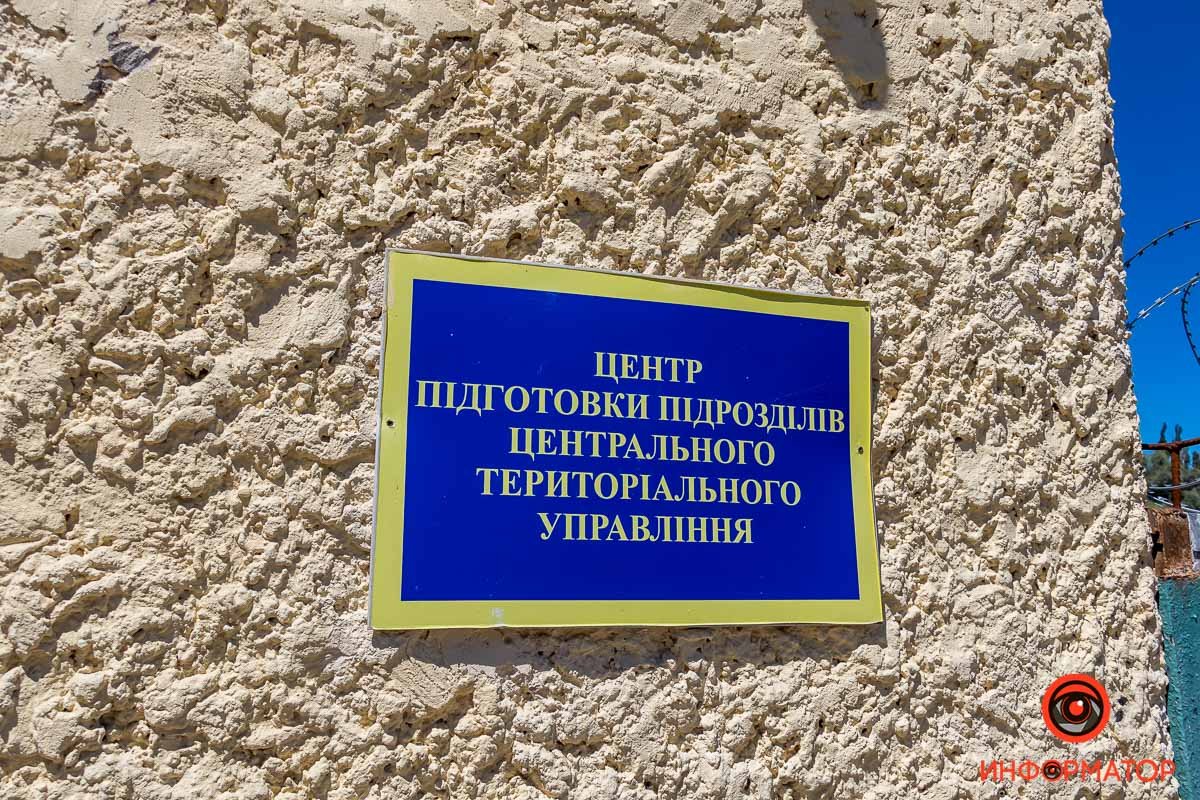 ЦЕНТР
ПІДГОТОВКИ ПІДРОЗДІЛІВ
ЦЕНТРАЛЬНОГО
ТЕРИТОРІАЛЬНОГО
УПРАВЛІННЯ
ИНФОРМАТОР